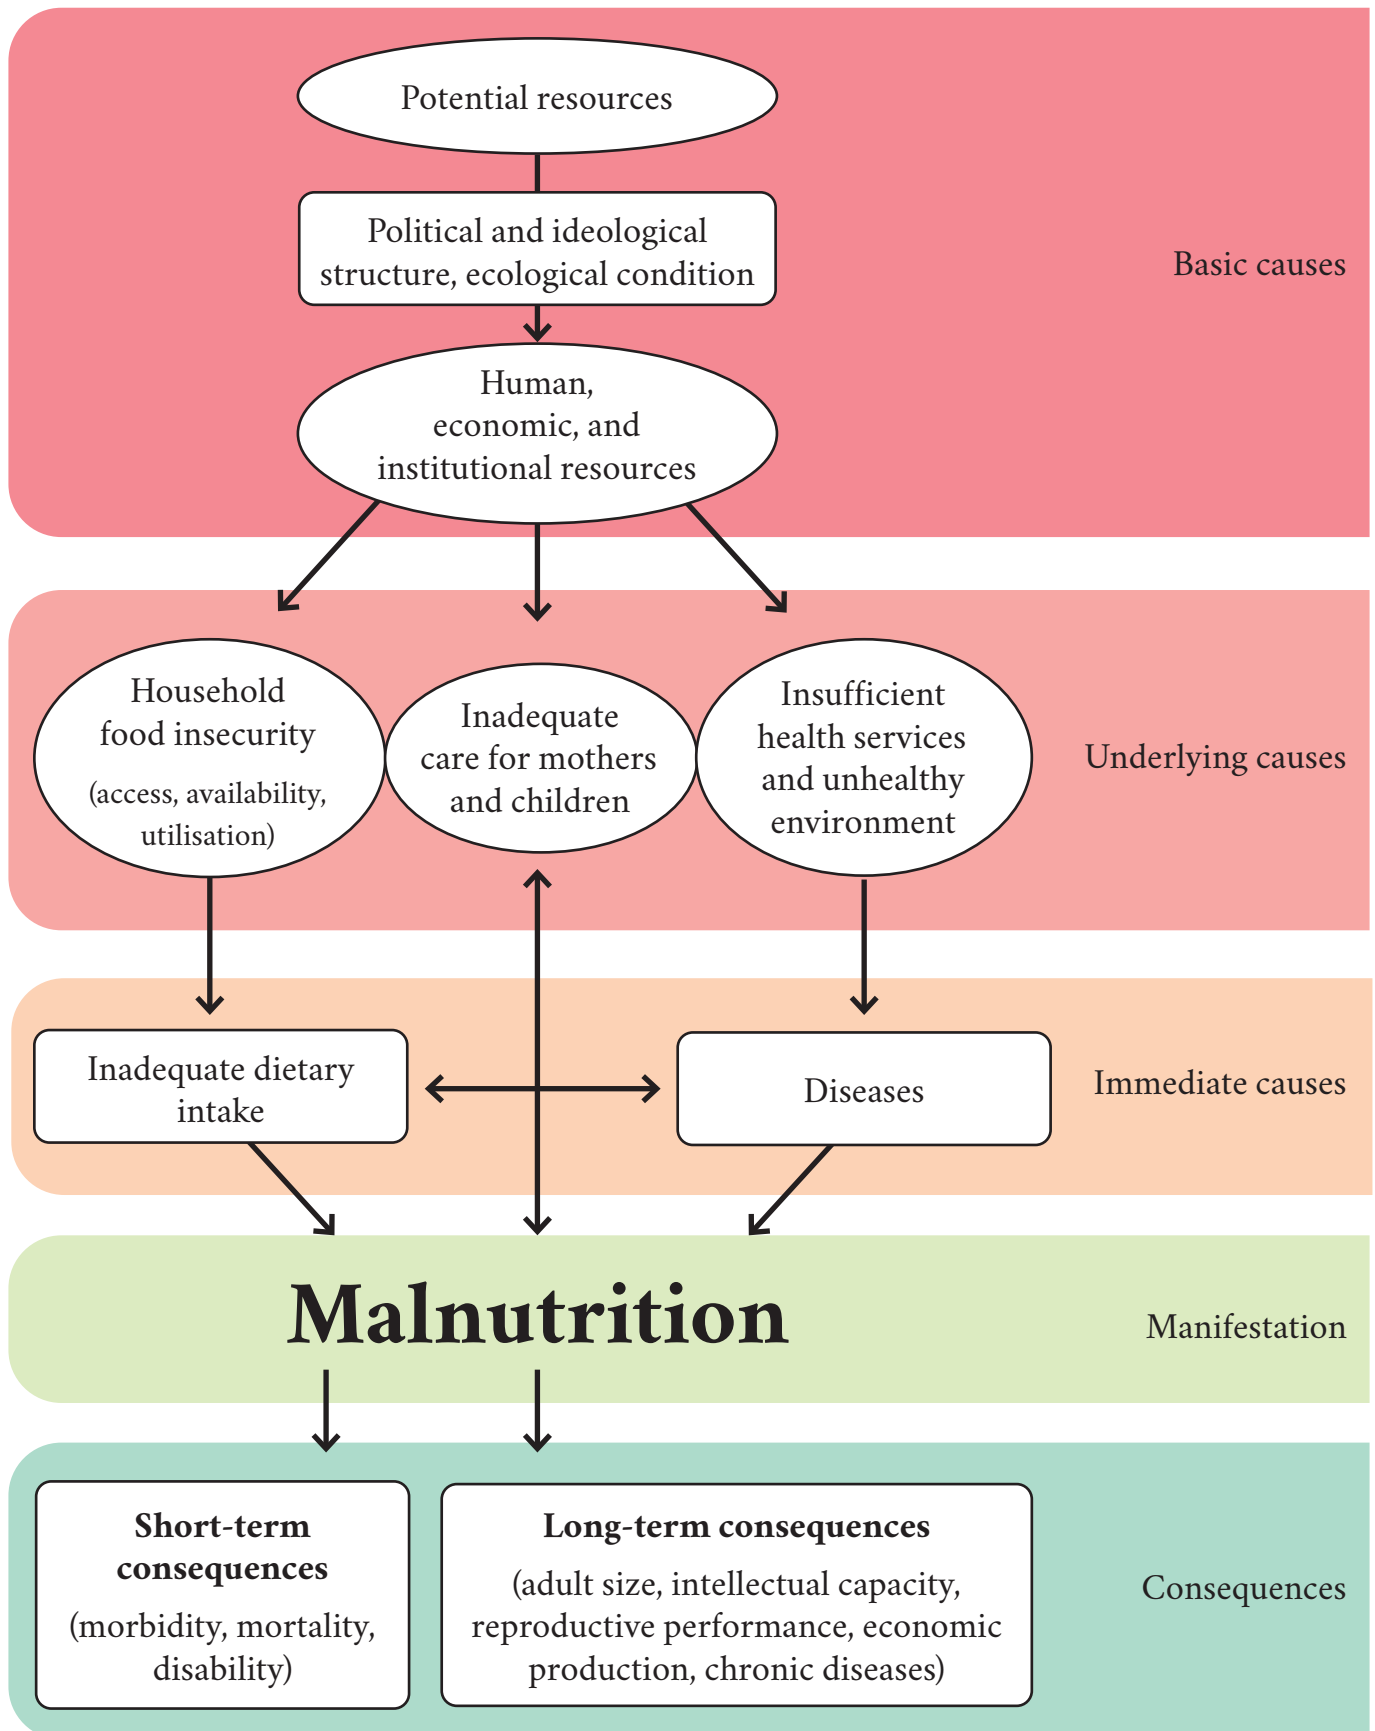 Potential resources
Political and ideological
structure, ecological condition
Basic causes
Human,
economic, and
institutional resources
Household
food insecurity
(access, availability,
utilisation)
Inadequate
care for mothers
and children
Insufficient
health services
and unhealthy
environment
Underlying causes
Inadequate dietary
intake
Diseases
Immediate causes
Malnutrition
Manifestation
Short-term
consequences
(morbidity, mortality,
disability)
Long-term consequences
(adult size, intellectual capacity,
reproductive performance, economic
production, chronic diseases)
Consequences